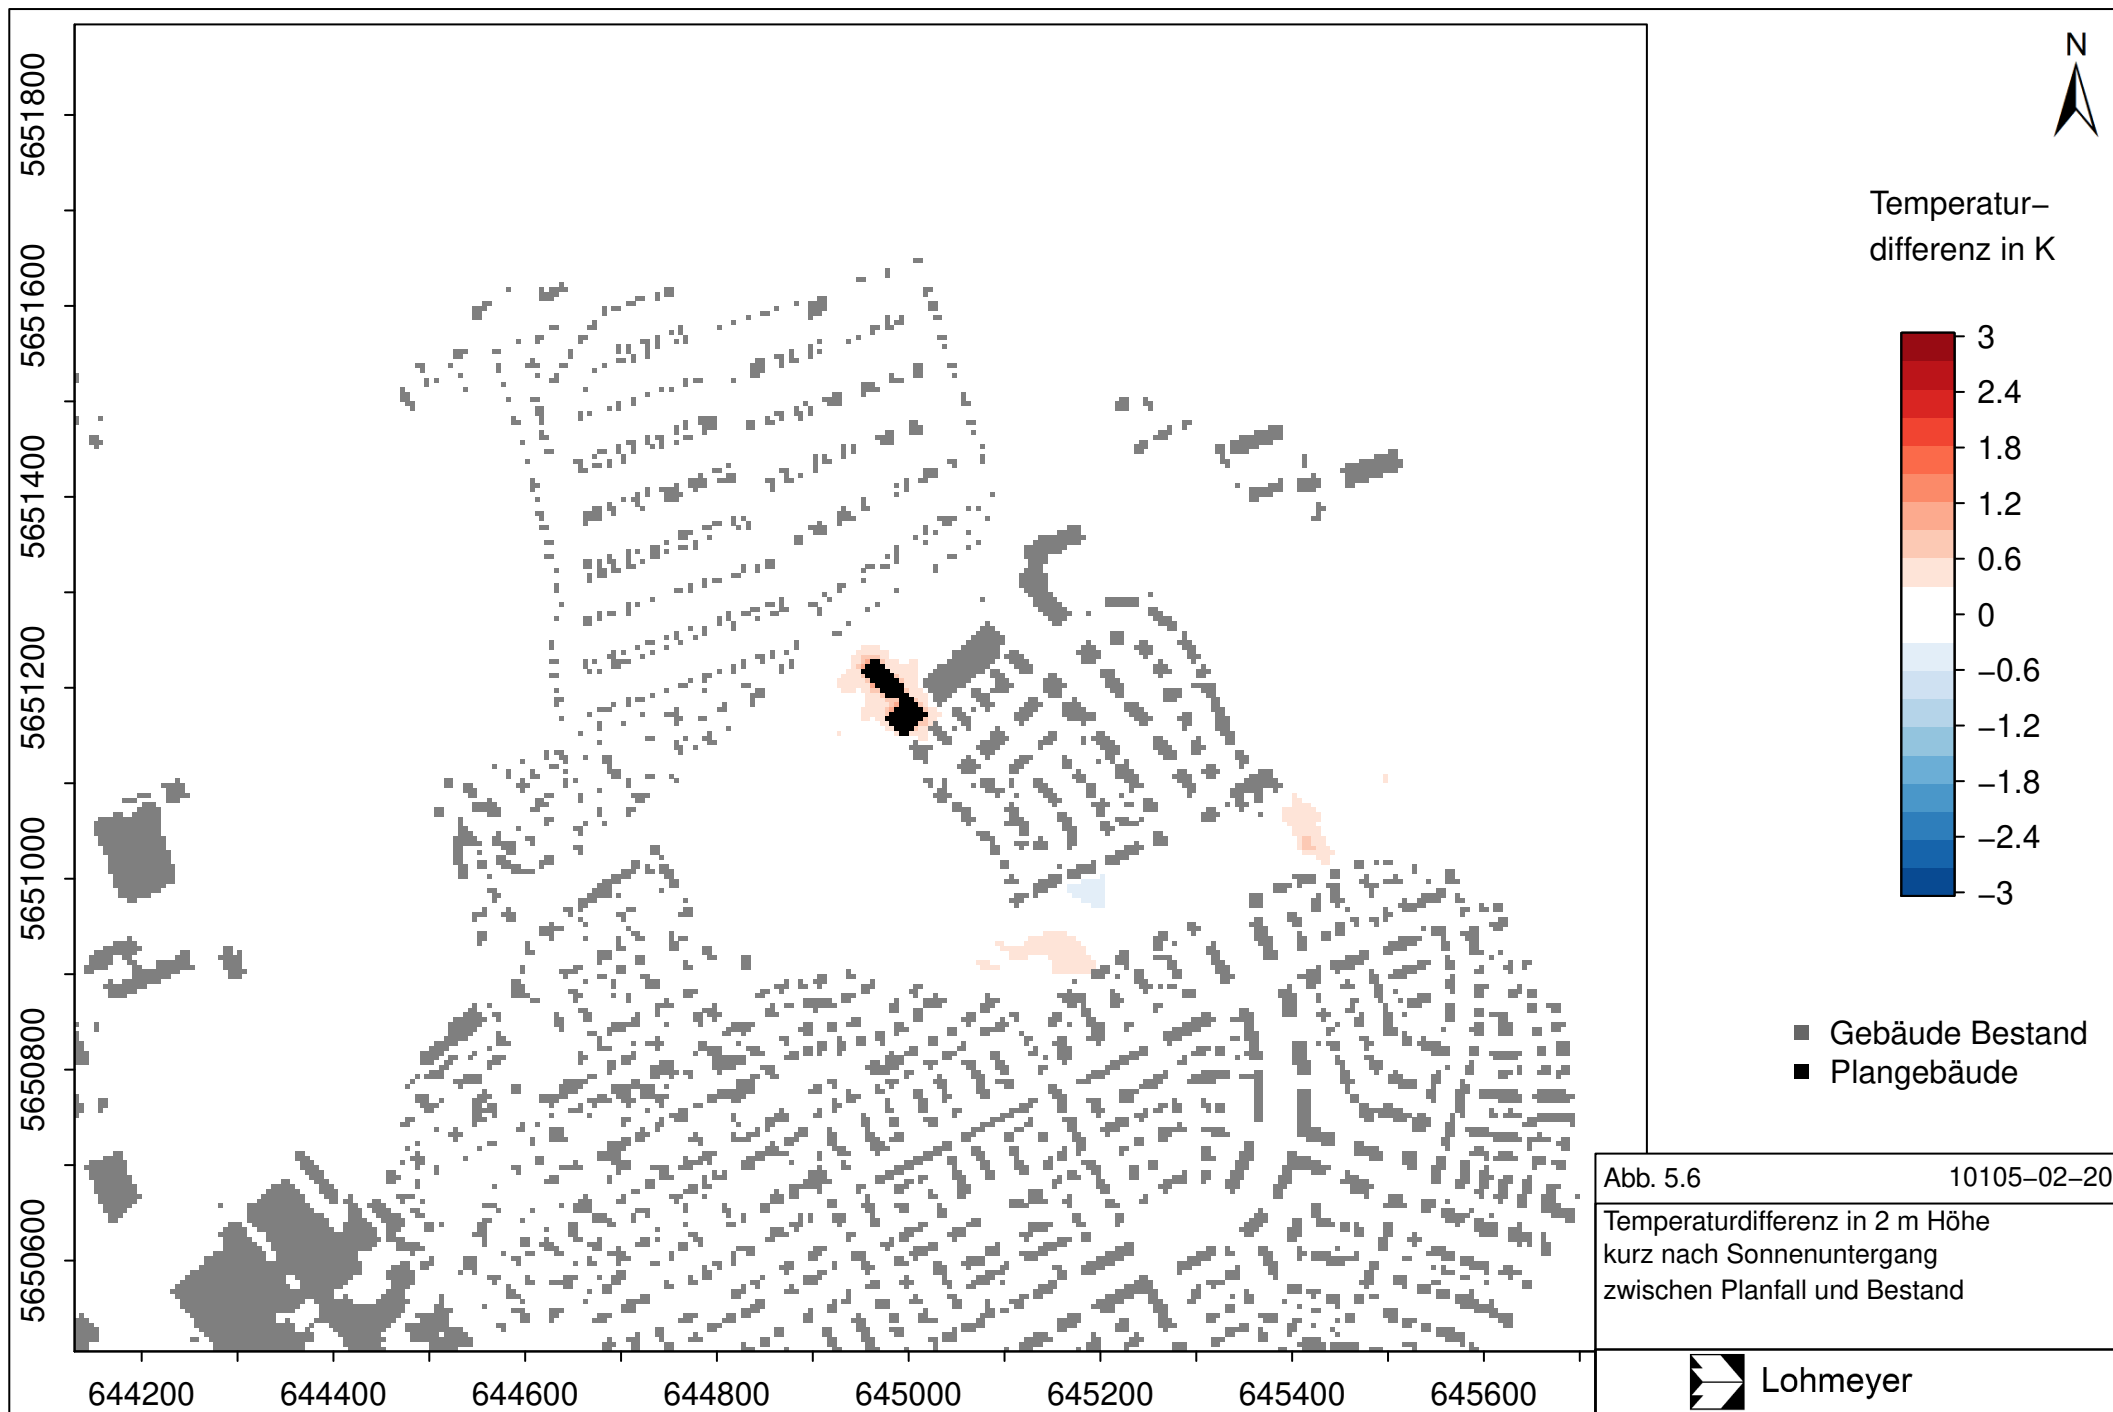 N
Temperatur–
differenz in K
3
2.4
1.8
1.2
0.6
0
−0.6
−1.2
−1.8
−2.4
−3
Gebäude Bestand
Plangebäude
5651800
5651600
5651400
5651200
5651000
5650800
5650600
644200 644400 644600 644800 645000 645200 645400 645600
Abb. 5.6 10105−02−20
Temperaturdifferenz in 2 m Höhe
kurz nach Sonnenuntergang
zwischen Planfall und Bestand
Lohmeyer